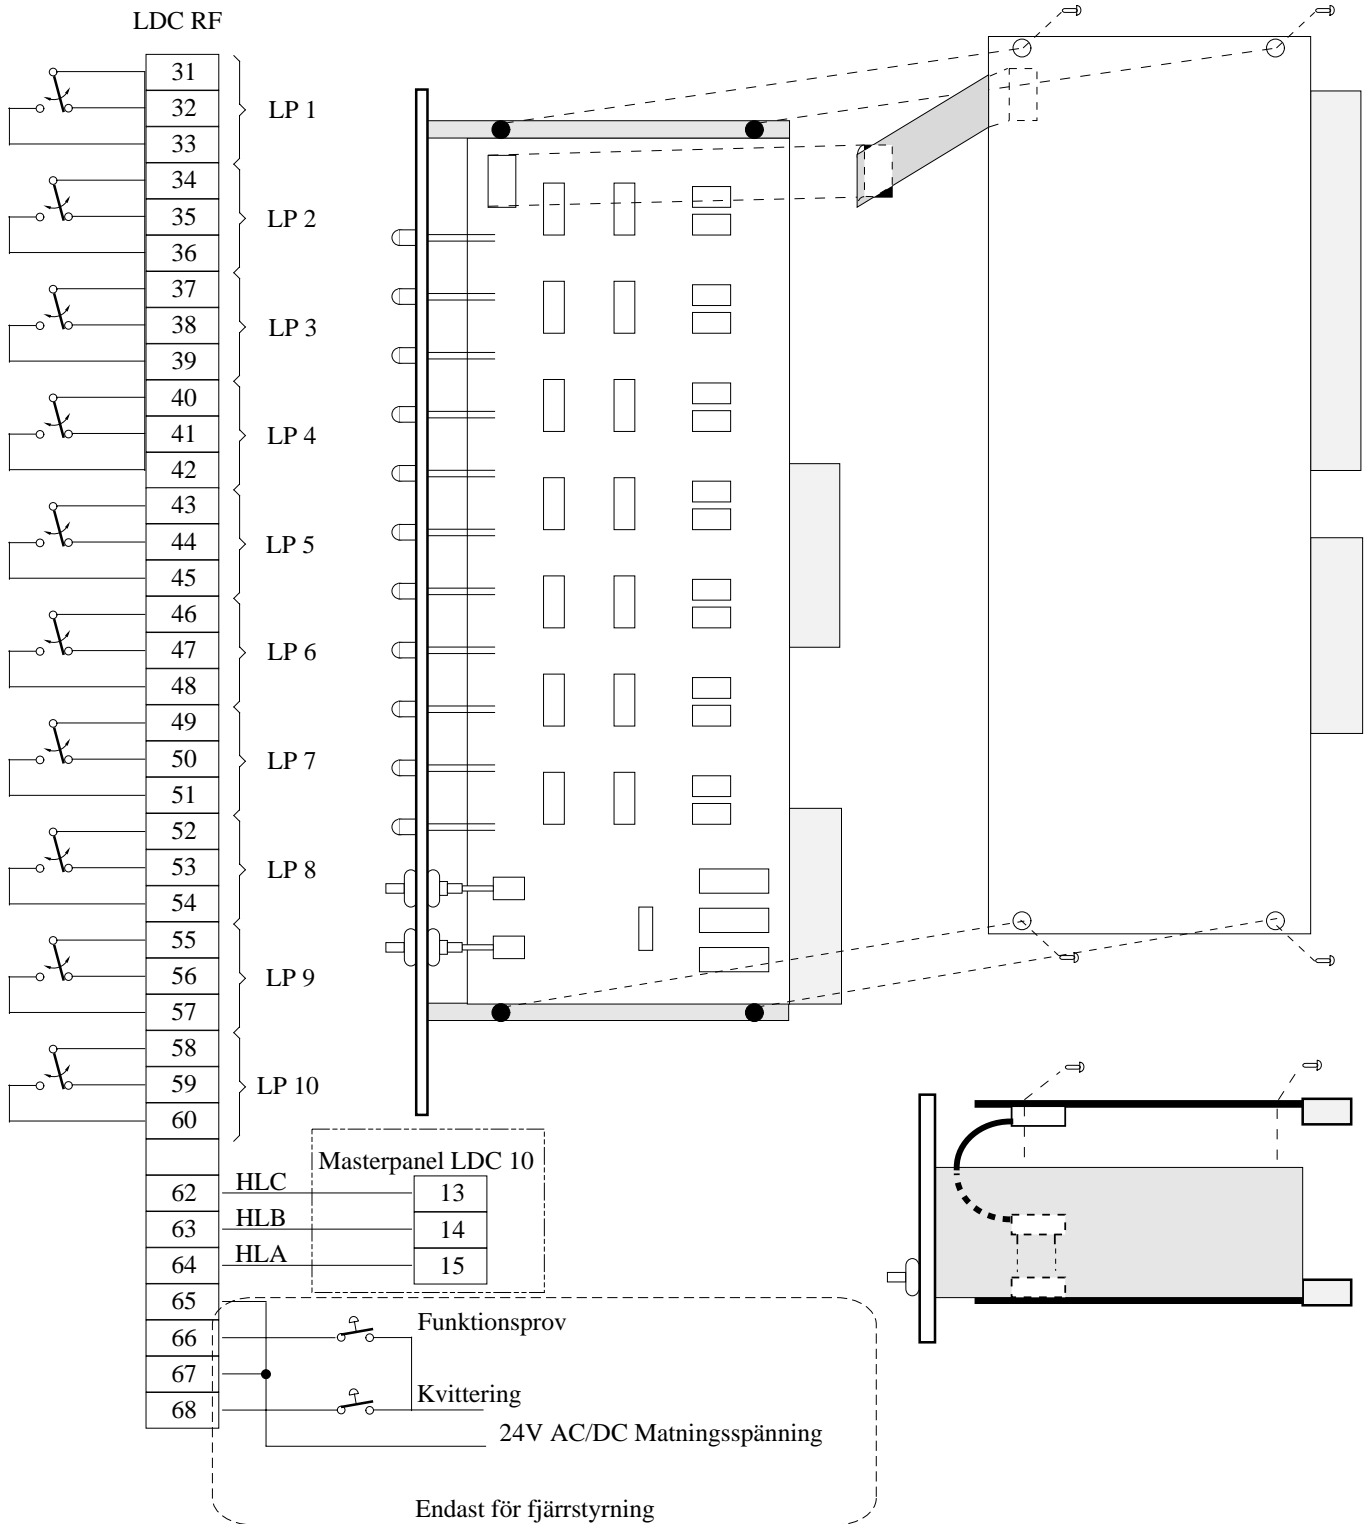 LDC RF
31
32
33
LP 1
34
35
36
LP 2
37
38
39
LP 3
40
41
42
LP 4
43
44
45
LP 5
46
47
48
LP 6
49
50
51
LP 7
52
53
54
LP 8
55
56
57
LP 9
58
59
60
LP 10
Masterpanel LDC 10
62 HLC 13
63 HLB 14
64 HLA 15
65
66
67
68
Funktionsprov
Kvittering
24V AC/DC Matningsspänning
Endast för fjärrstyrning